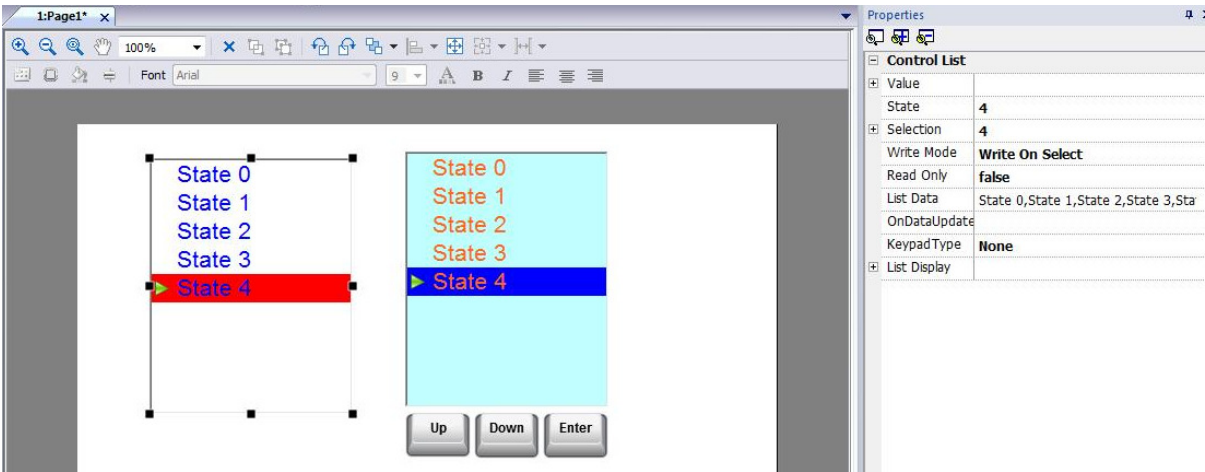 1:Page1*
100%
Font Arial 9 A B I
State 0
State 1
State 2
State 3
State 4
State 0
State 1
State 2
State 3
State 4
Up Down Enter
Properties
Control List
Value
State 4
Selection 4
Write Mode Write On Select
Read Only false
List Data State 0,State 1,State 2,State 3,Sta
OnDataUpdate
KeypadType None
List Display